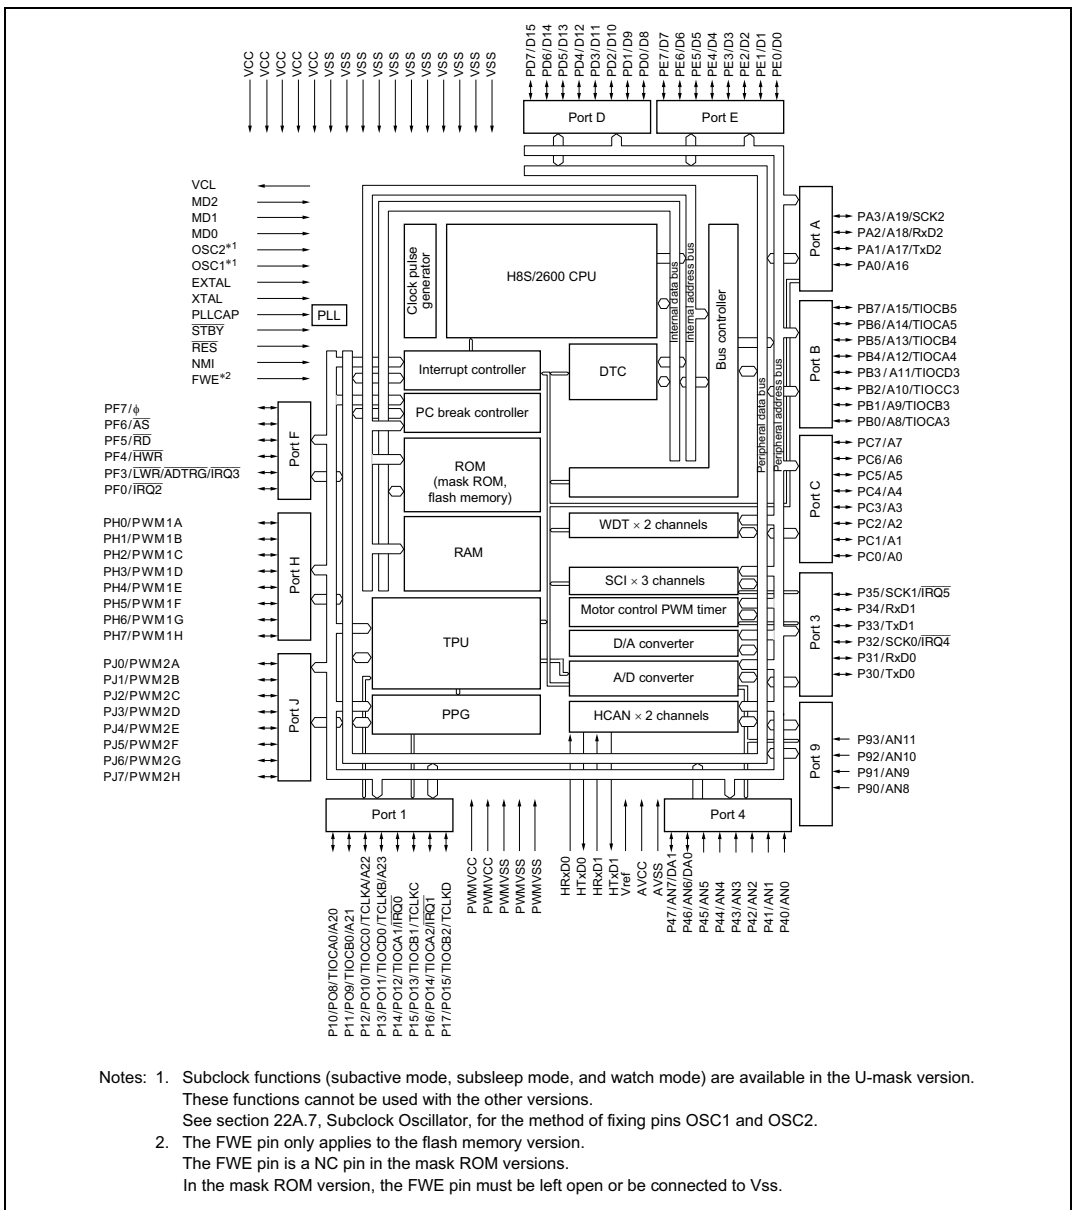 VCC
VCC
VCC
VCC
VCC
VSS
VSS
VSS
VSS
VSS
VSS
VSS
VSS
VSS
VSS
VSS
PD7/D15
PD6/D14
PD5/D13
PD4/D12
PD3/D11
PD2/D10
PD1/D9
PD0/D8
PE7/D7
PE6/D6
PE5/D5
PE4/D4
PE3/D3
PE2/D2
PE1/D1
PE0/D0
Port D
Port E
VCL
MD2
MD1
MD0
OSC2*1
OSC1*1
EXTAL
XTAL
PLLCAP
STBY
RES
NMI
FWE*2
PLL
Clock pulse
generator
H8S/2600 CPU
Internal data bus
Internal address bus
Bus controller
Peripheral data bus
Peripheral address bus
Interrupt controller
DTC
PC break controller
ROM
(mask ROM,
flash memory)
RAM
WDT × 2 channels
SCI × 3 channels
Motor control PWM timer
D/A converter
A/D converter
HCAN × 2 channels
TPU
PPG
Port A
PA3/A19/SCK2
PA2/A18/RxD2
PA1/A17/TxD2
PA0/A16
Port B
PB7/A15/TIOCB5
PB6/A14/TIOCA5
PB5/A13/TIOCB4
PB4/A12/TIOCA4
PB3/A11/TIOCD3
PB2/A10/TIOCC3
PB1/A9/TIOCB3
PB0/A8/TIOCA3
Port C
PC7/A7
PC6/A6
PC5/A5
PC4/A4
PC3/A3
PC2/A2
PC1/A1
PC0/A0
Port 3
P35/SCK1/IRQ5
P34/RxD1
P33/TxD1
P32/SCK0/IRQ4
P31/RxD0
P30/TxD0
Port 9
P93/AN11
P92/AN10
P91/AN9
P90/AN8
PF7/ϕ
PF6/AS
PF5/RD
PF4/HWR
PF3/LWR/ADTRG/IRQ3
PF0/IRQ2
Port F
PH0/PWM1A
PH1/PWM1B
PH2/PWM1C
PH3/PWM1D
PH4/PWM1E
PH5/PWM1F
PH6/PWM1G
PH7/PWM1H
Port H
PJ0/PWM2A
PJ1/PWM2B
PJ2/PWM2C
PJ3/PWM2D
PJ4/PWM2E
PJ5/PWM2F
PJ6/PWM2G
PJ7/PWM2H
Port J
Port 1
Port 4
P10/PO8/TIOCA0/A20
P11/PO9/TIOCB0/A21
P12/PO10/TIOCC0/TCLKA/A22
P13/PO11/TIOCD0/TCLKB/A23
P14/PO12/TIOCA1/IRQ0
P15/PO13/TIOCB1/TCLKC
P16/PO14/TIOCA2/IRQ1
P17/PO15/TIOCB2/TCLKD
PWMVCC
PWMVCC
PWMVSS
PWMVSS
PWMVSS
HRxD0
HTxD0
HRxD1
HTxD1
Vref
AVCC
AVSS
P47/AN7/DA1
P46/AN6/DA0
P45/AN5
P44/AN4
P43/AN3
P42/AN2
P41/AN1
P40/AN0
Notes: 1. Subclock functions (subactive mode, subsleep mode, and watch mode) are available in the U-mask version.
These functions cannot be used with the other versions.
See section 22A.7, Subclock Oscillator, for the method of fixing pins OSC1 and OSC2.
2. The FWE pin only applies to the flash memory version.
The FWE pin is a NC pin in the mask ROM versions.
In the mask ROM version, the FWE pin must be left open or be connected to Vss.